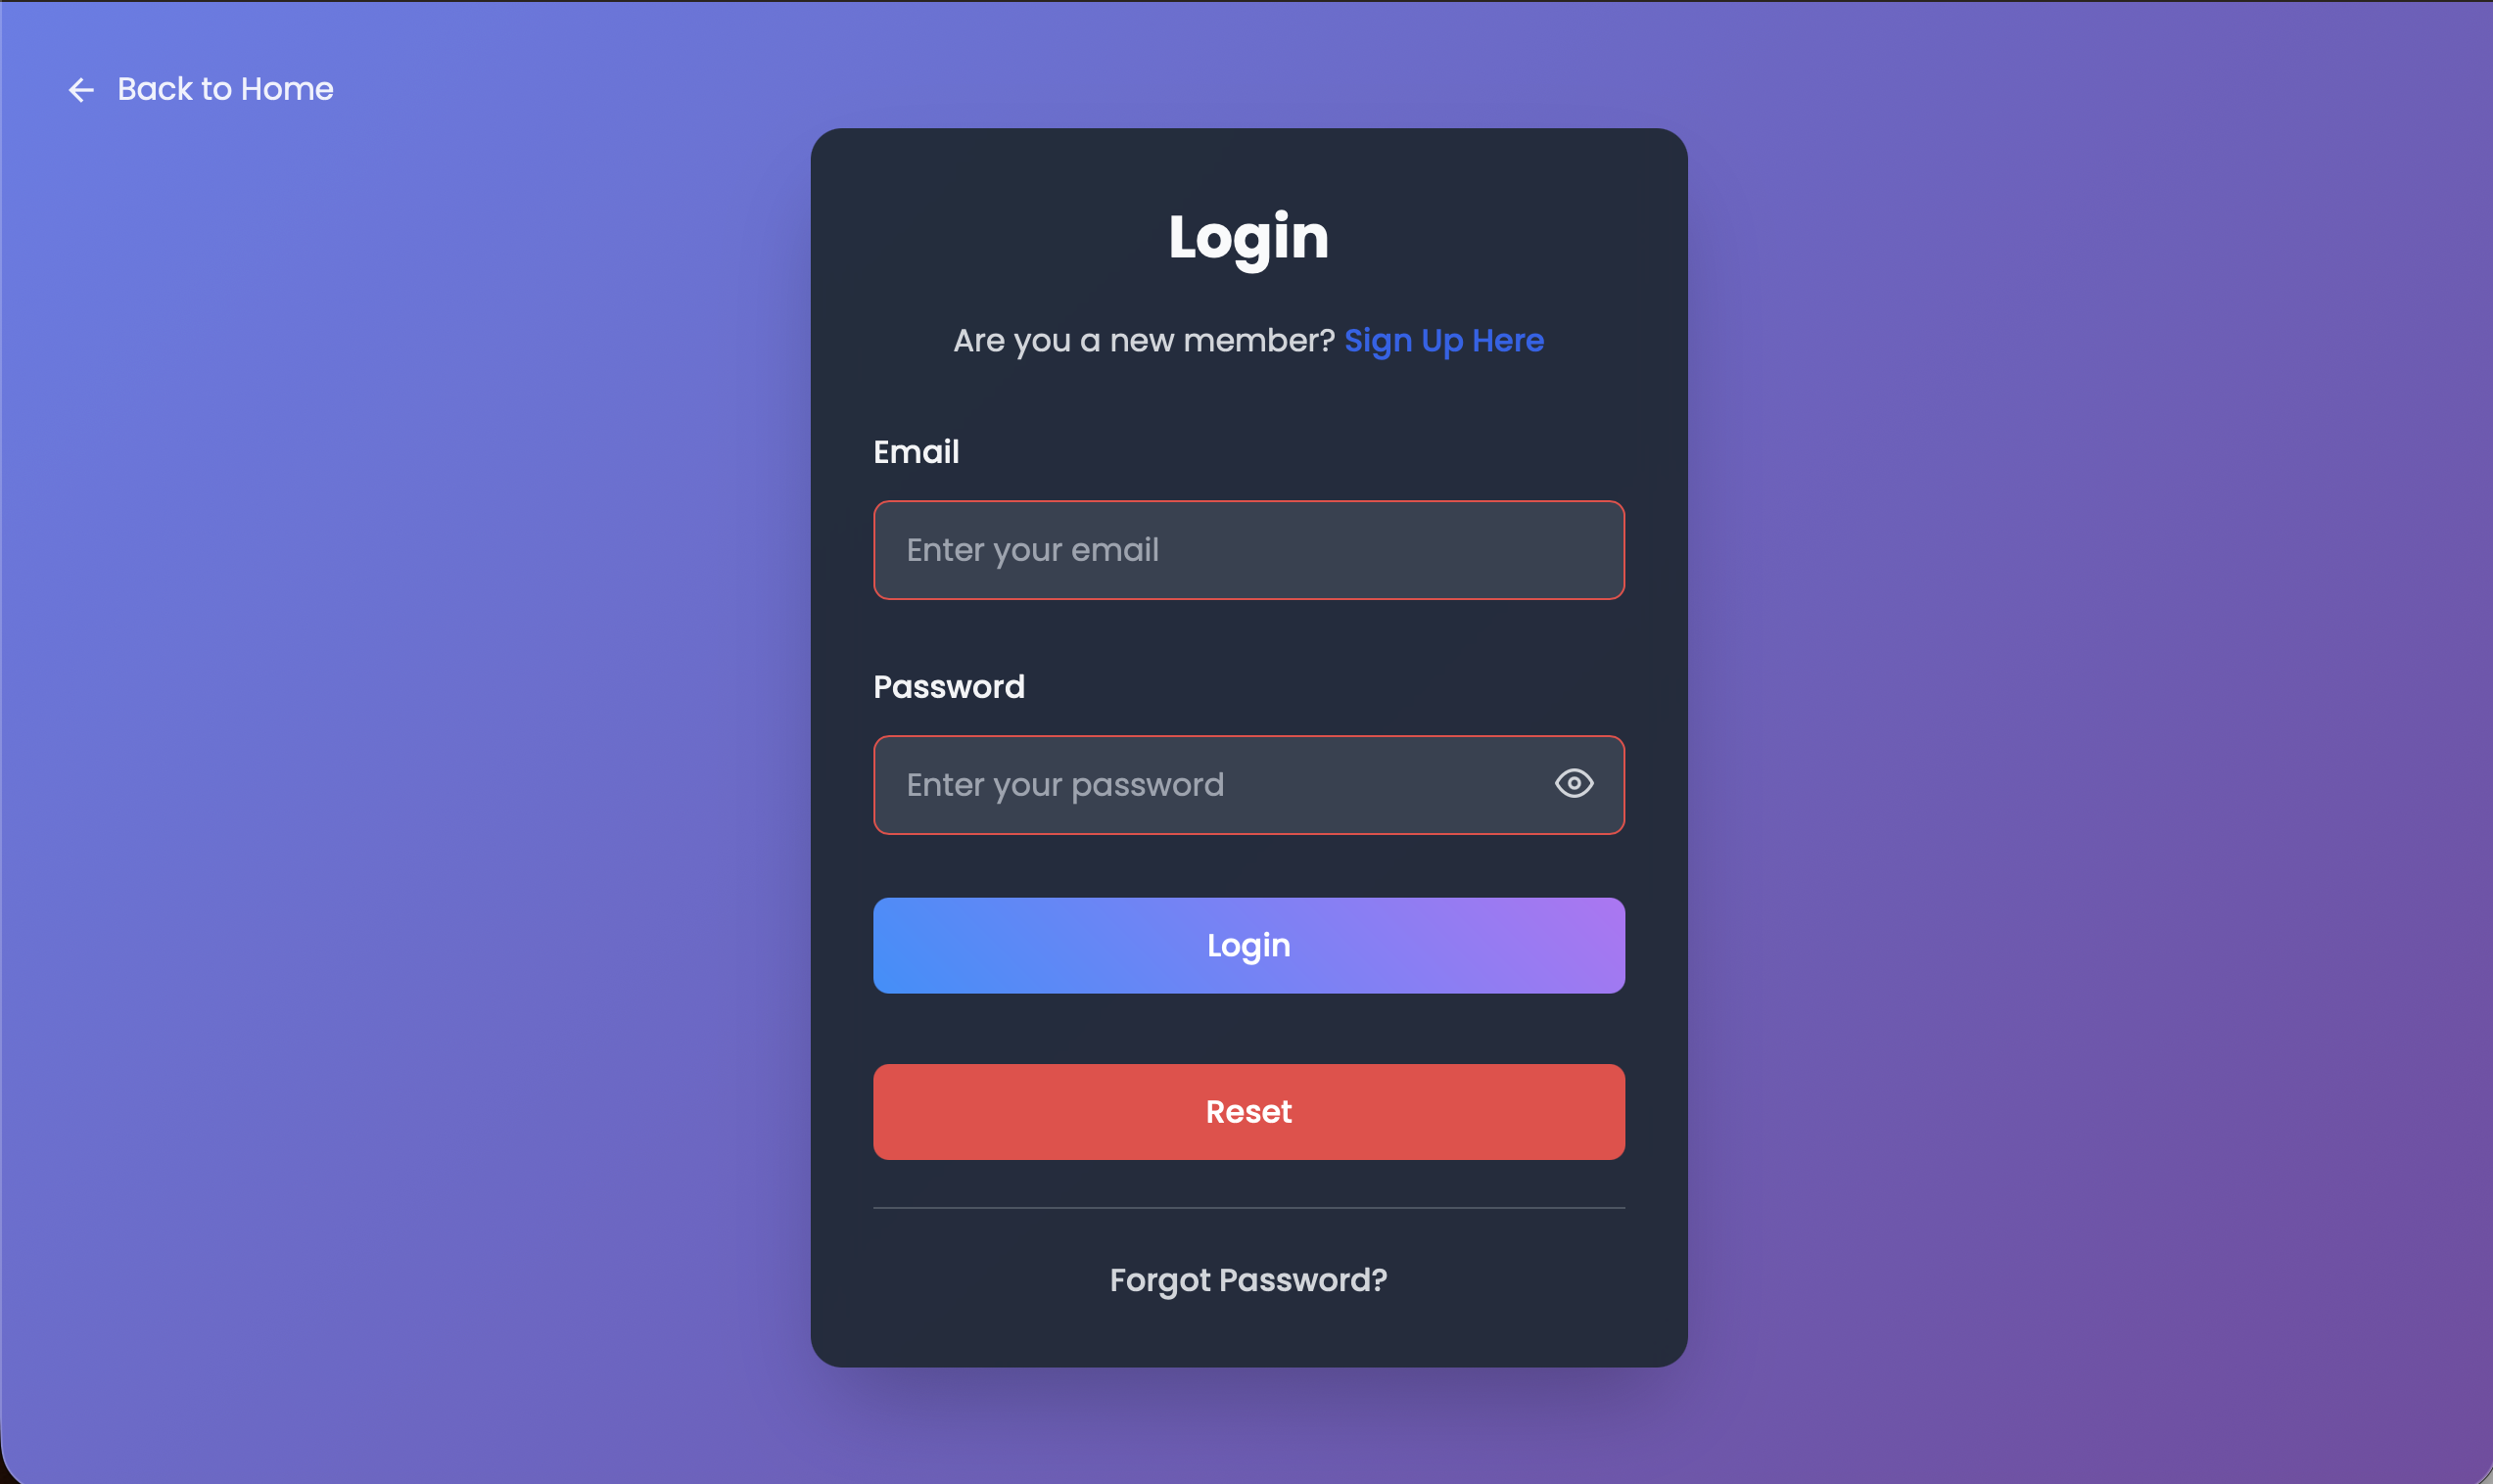 Back to Home
Login
Are you a new member? Sign Up Here
Email
Enter your email
Password
Enter your password
Login
Reset
Forgot Password?